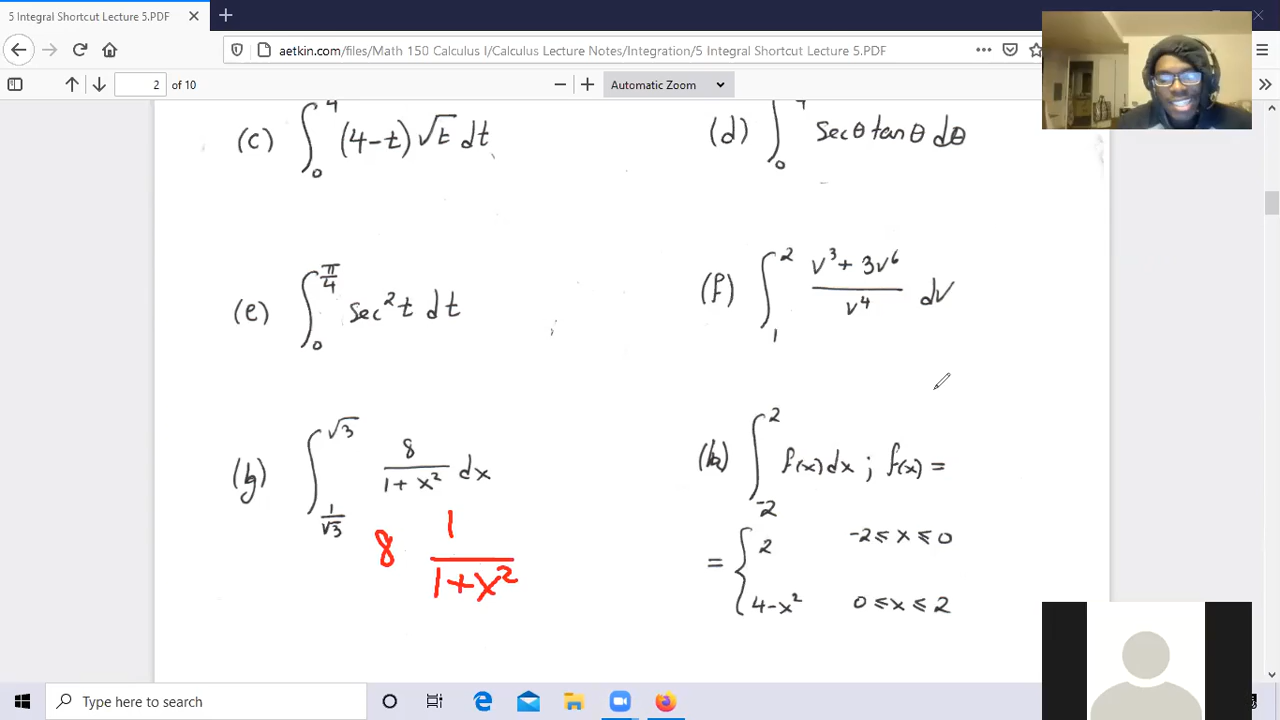 5 Integral Shortcut Lecture 5.PDF
aetkin.com/files/Math 150 Calculus I/Calculus Lecture Notes/Integration/5 Integral Shortcut Lecture 5.PDF
2 of 10
Automatic Zoom
(c) ∫₀⁴ (4-t) √t dt
(d) ∫₀ secθ tanθ dθ
(e) ∫₀^(π/4) sec²t dt
(f) ∫₁² (v³ + 3v⁶)/v⁴ dv
(g) ∫_(1/√3)^(√3) 8/(1+x²) dx
8 1/(1+x²)
(h) ∫₋₂² f(x)dx ; f(x) =
= { 2 -2 ≤ x ≤ 0
4-x² 0 ≤ x ≤ 2
Type here to search